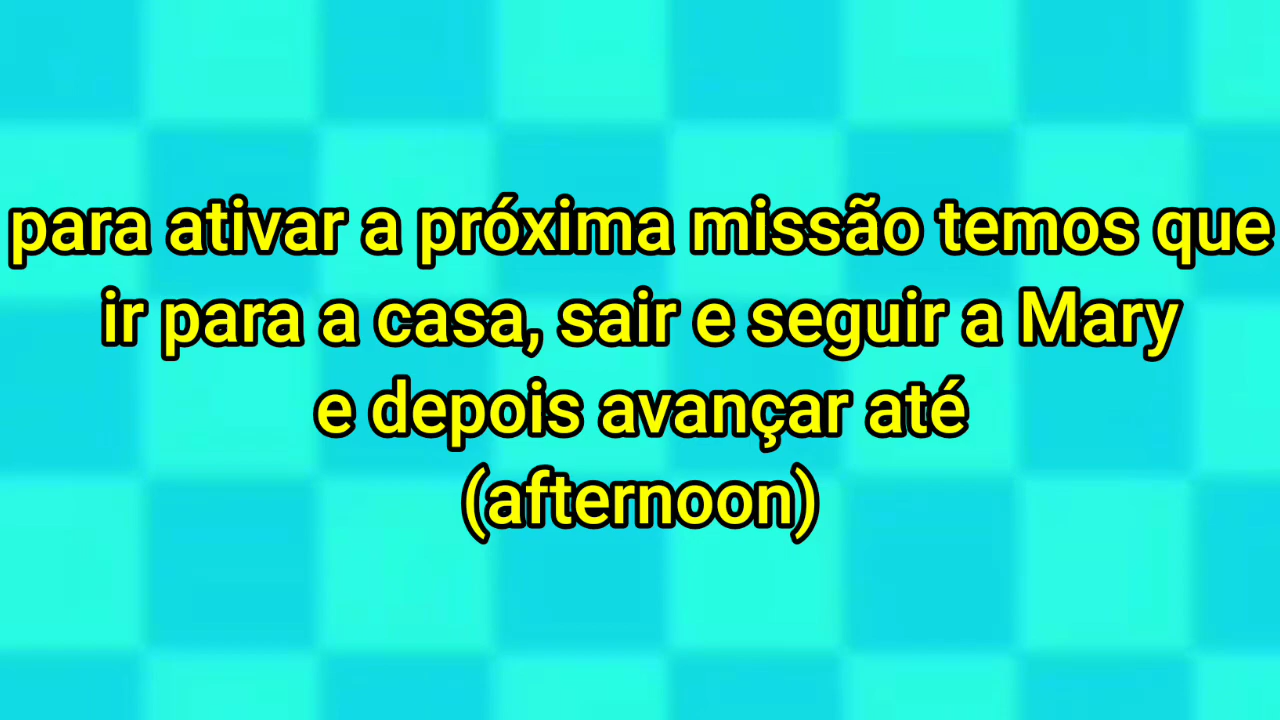 para ativar a próxima missão temos que
ir para a casa, sair e seguir a Mary
e depois avançar até
(afternoon)